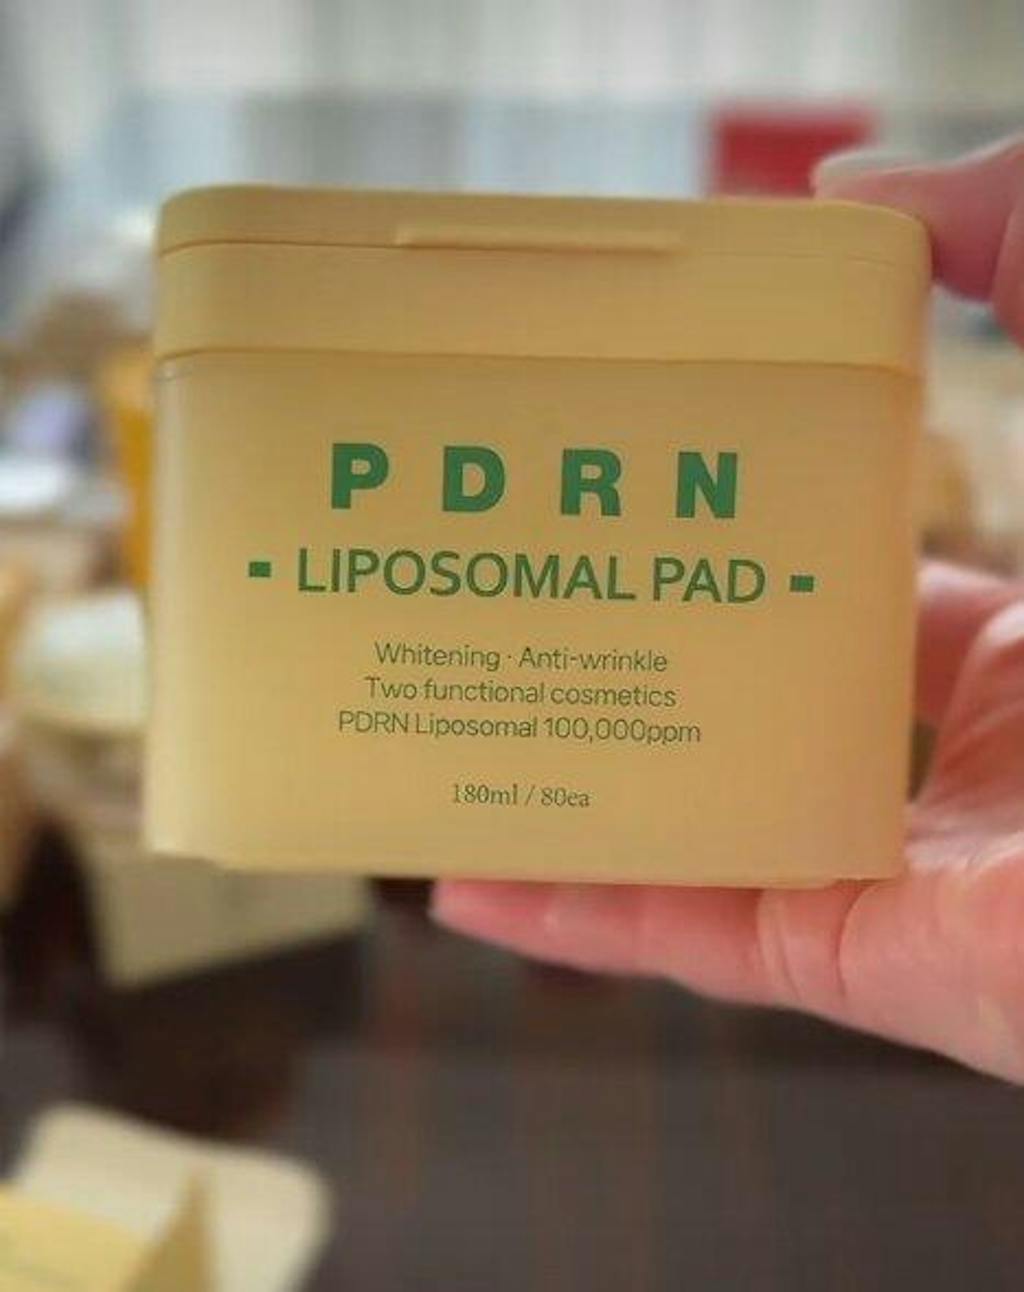 PDRN
▪ LIPOSOMAL PAD ▪
Whitening · Anti-wrinkle
Two functional cosmetics
PDRN Liposomal 100,000ppm
180ml / 80ea